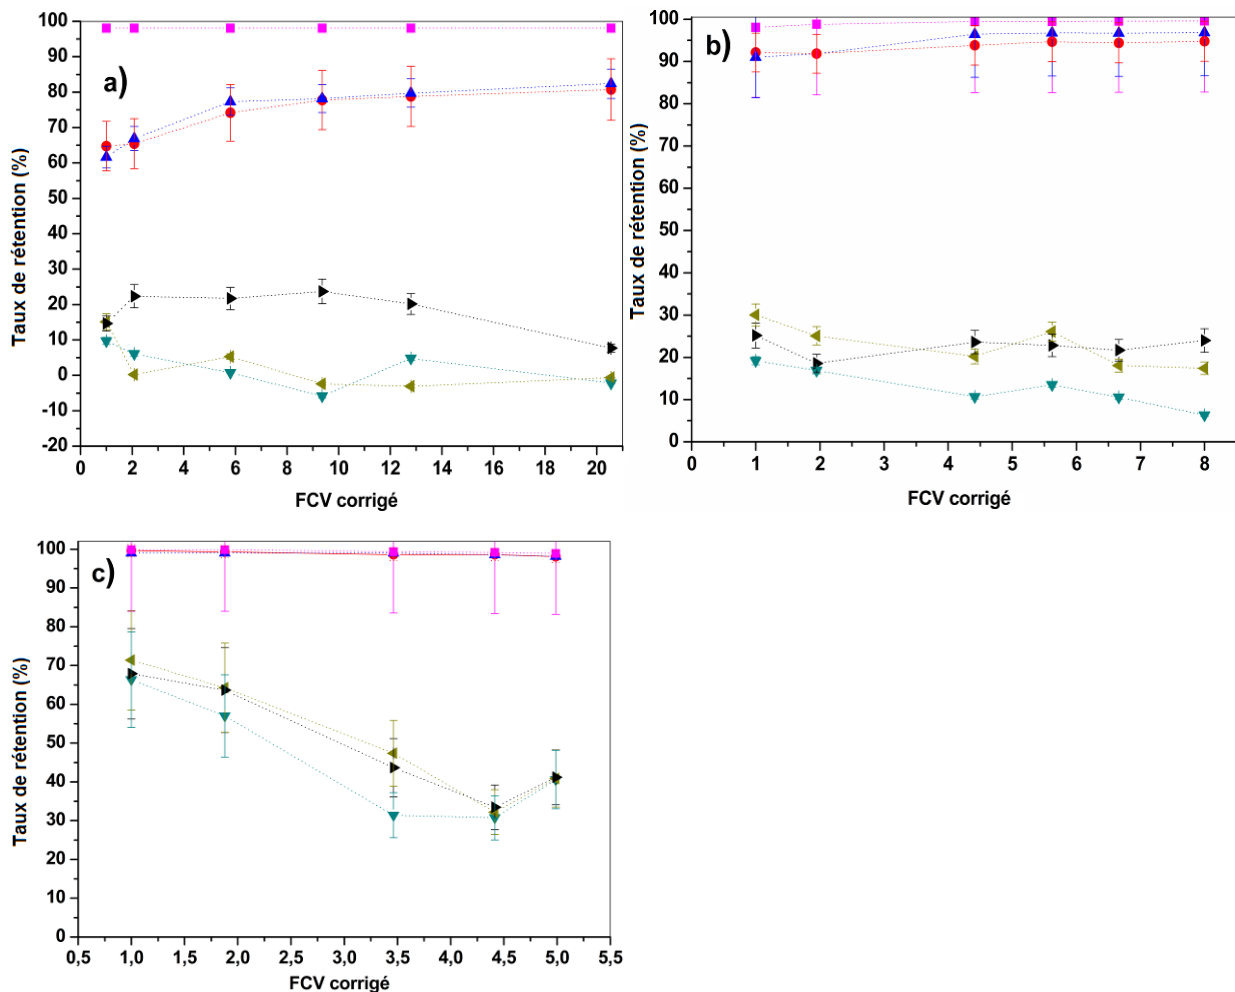 a)
Taux de rétention (%)
100
90
80
70
60
50
40
30
20
10
0
-10
-20
0 2 4 6 8 10 12 14 16 18 20
FCV corrigé
b)
Taux de rétention (%)
100
90
80
70
60
50
40
30
20
10
0
0 1 2 3 4 5 6 7 8
FCV corrigé
c)
Taux de rétention (%)
100
90
80
70
60
50
40
30
20
10
0
0,5 1,0 1,5 2,0 2,5 3,0 3,5 4,0 4,5 5,0 5,5
FCV corrigé